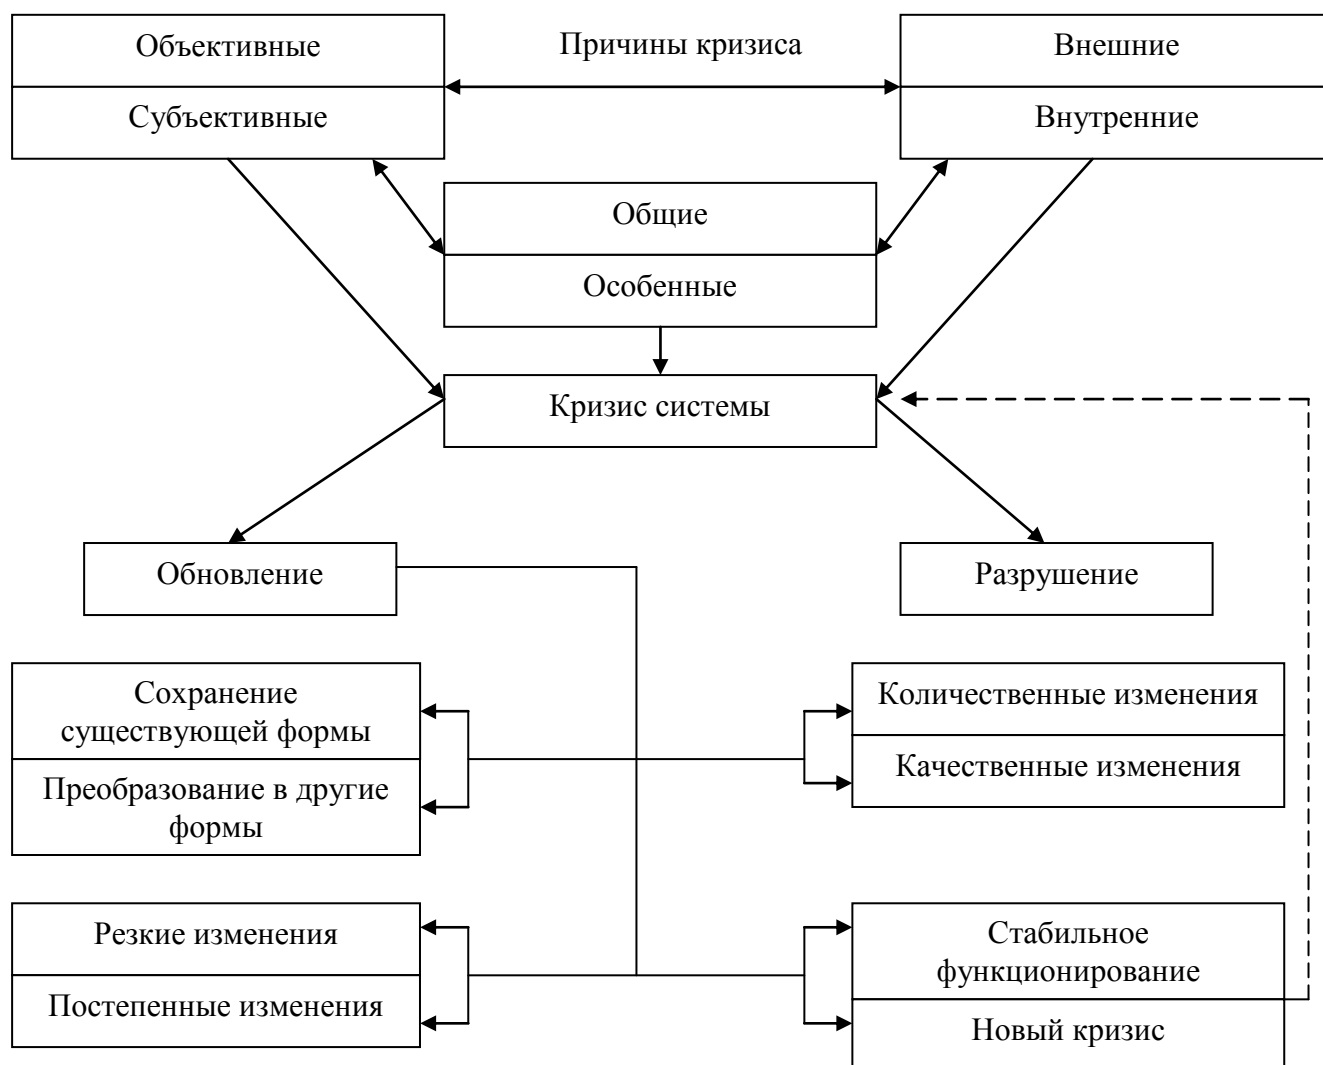 Объективные
Причины кризиса
Внешние
Субъективные
Внутренние
Общие
Особенные
Кризис системы
Обновление
Разрушение
Сохранение
существующей формы
Количественные изменения
Преобразование в другие
формы
Качественные изменения
Резкие изменения
Стабильное
функционирование
Постепенные изменения
Новый кризис